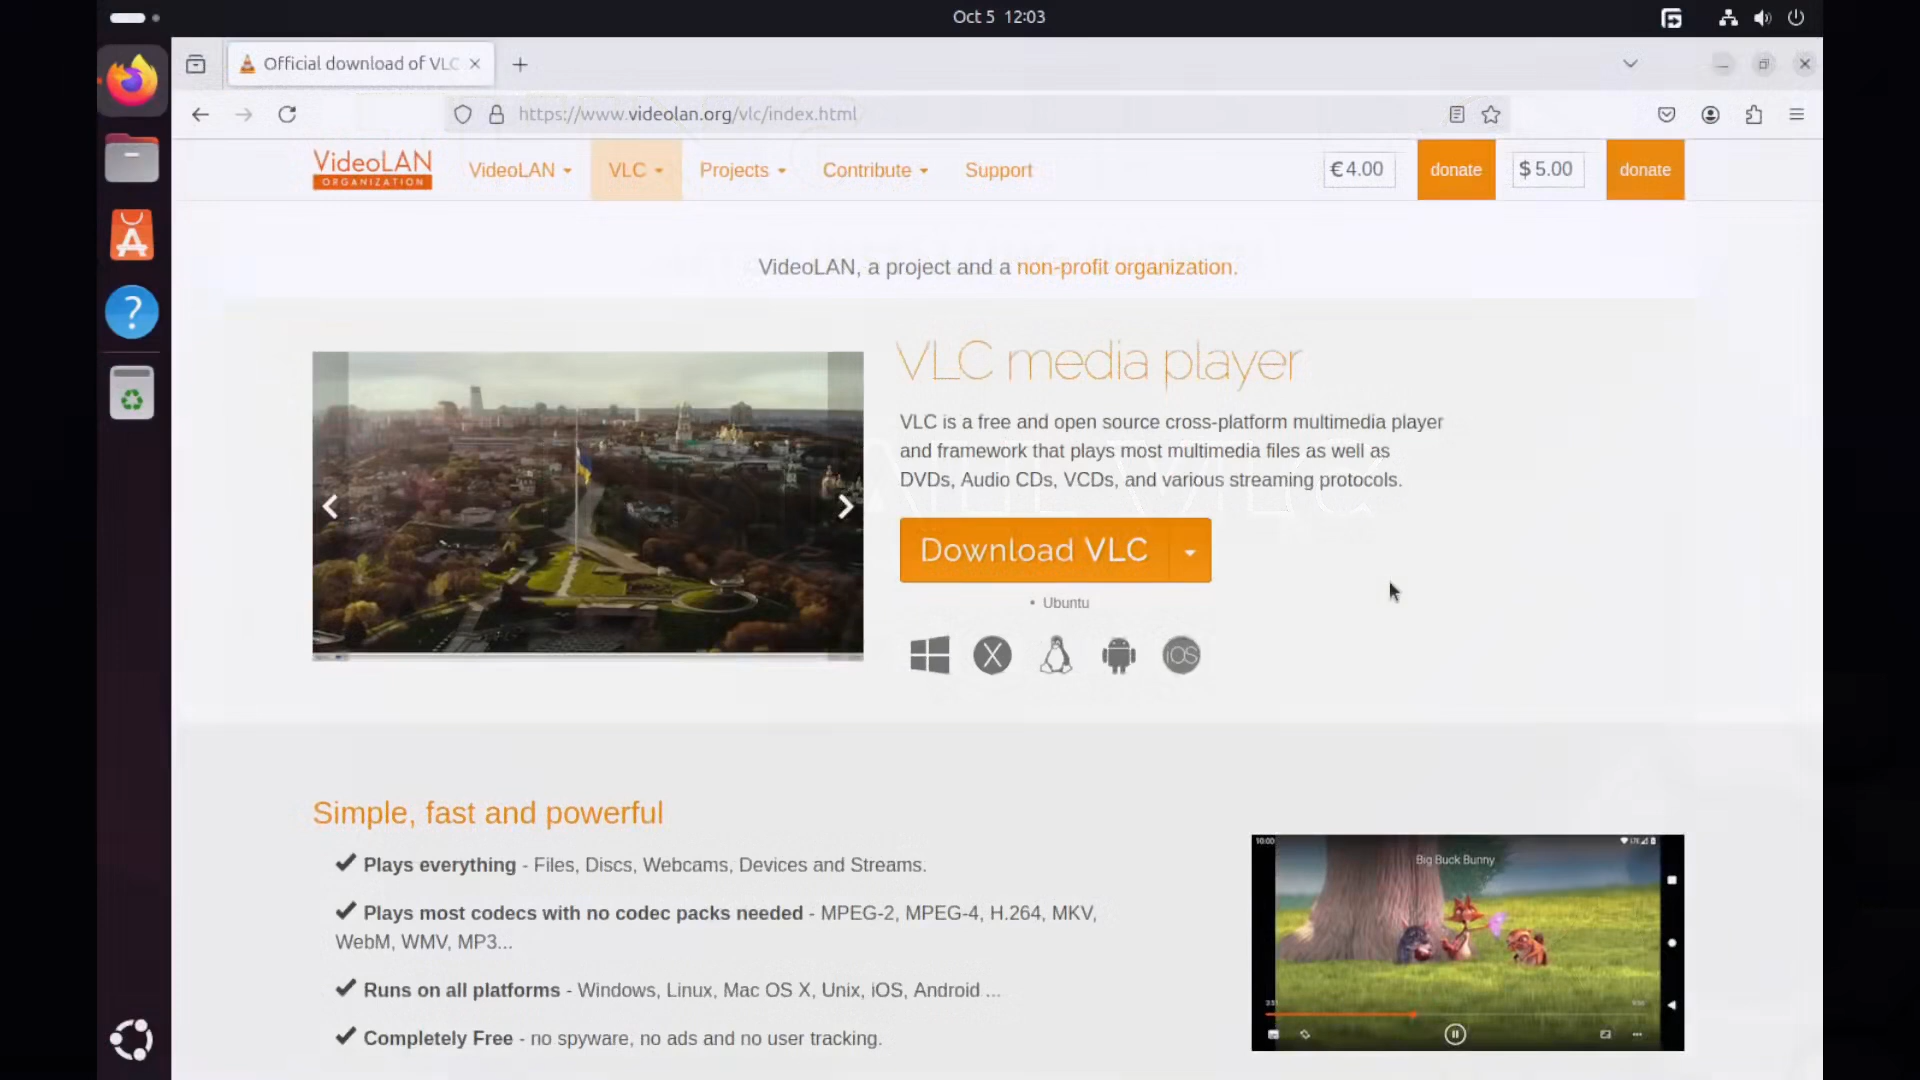 Oct 5 12:03
Official download of VLC
https://www.videolan.org/vlc/index.html
VideoLAN
ORGANIZATION
VideoLAN
VLC
Projects
Contribute
Support
€ 4.00
donate
$ 5.00
donate
VideoLAN, a project and a non-profit organization.
VLC media player
VLC is a free and open source cross-platform multimedia player
and framework that plays most multimedia files as well as
DVDs, Audio CDs, VCDs, and various streaming protocols.
Download VLC
• Ubuntu
X
iOS
Simple, fast and powerful
Plays everything - Files, Discs, Webcams, Devices and Streams.
Plays most codecs with no codec packs needed - MPEG-2, MPEG-4, H.264, MKV,
WebM, WMV, MP3...
Runs on all platforms - Windows, Linux, Mac OS X, Unix, iOS, Android ...
Completely Free - no spyware, no ads and no user tracking.
10:00
Big Buck Bunny